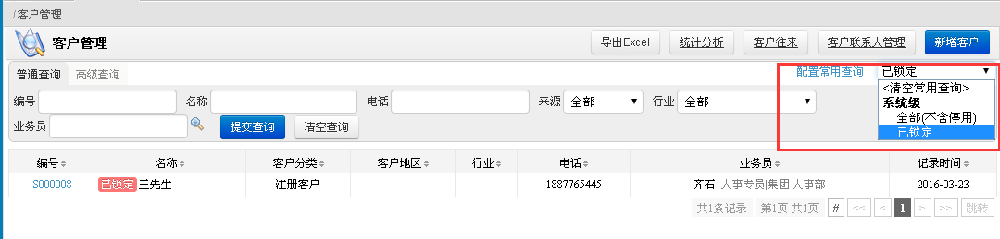 /客户管理
客户管理 导出Excel 统计分析 客户往来 客户联系人管理 新增客户
普通查询 高级查询 配置常用查询 已锁定
<清空常用查询>
系统级
全部(不含停用)
已锁定
编号 名称 电话 来源 全部 行业 全部
业务员 提交查询 清空查询
编号 名称 客户分类 客户地区 行业 电话 业务员 记录时间
S000008 已锁定 王先生 注册客户 1887765445 齐石 人事专员|集团·人事部 2016-03-23
共1条记录 第1页 共1页 # << < 1 > >> 跳转